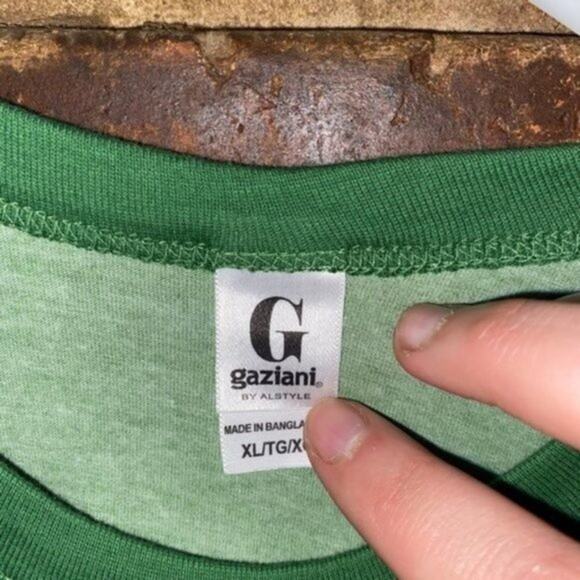 G
gaziani®
BY ALSTYLE
MADE IN BANGLA
XL/TG/X